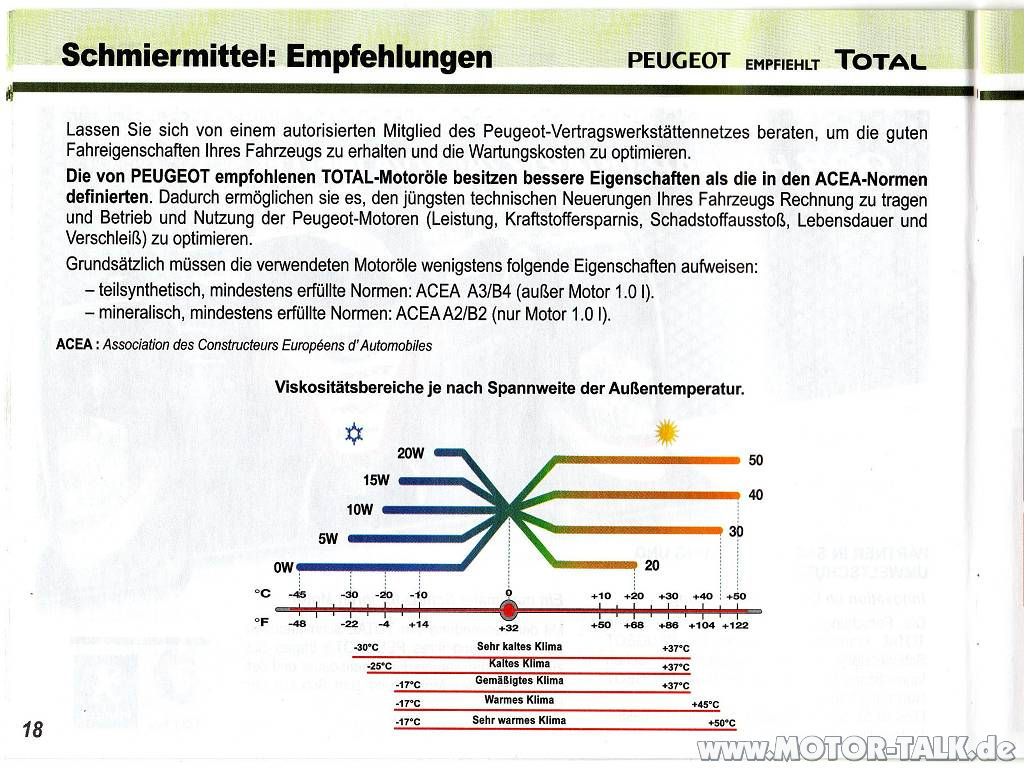 Schmiermittel: Empfehlungen
PEUGEOT EMPFIEHLT TOTAL
Lassen Sie sich von einem autorisierten Mitglied des Peugeot-Vertragswerkstättennetzes beraten, um die guten
Fahreigenschaften Ihres Fahrzeugs zu erhalten und die Wartungskosten zu optimieren.
Die von PEUGEOT empfohlenen TOTAL-Motoröle besitzen bessere Eigenschaften als die in den ACEA-Normen
definierten. Dadurch ermöglichen sie es, den jüngsten technischen Neuerungen Ihres Fahrzeugs Rechnung zu tragen
und Betrieb und Nutzung der Peugeot-Motoren (Leistung, Kraftstoffersparnis, Schadstoffausstoß, Lebensdauer und
Verschleiß) zu optimieren.
Grundsätzlich müssen die verwendeten Motoröle wenigstens folgende Eigenschaften aufweisen:
– teilsynthetisch, mindestens erfüllte Normen: ACEA A3/B4 (außer Motor 1.0 l).
– mineralisch, mindestens erfüllte Normen: ACEA A2/B2 (nur Motor 1.0 l).
ACEA : Association des Constructeurs Européens d'Automobiles
Viskositätsbereiche je nach Spannweite der Außentemperatur.
20W 50
15W 40
10W
5W 30
0W 20
°C -45 -30 -20 -10 0 +10 +20 +30 +40 +50
°F -48 -22 -4 +14 +32 +50 +68 +86 +104 +122
-30°C Sehr kaltes Klima +37°C
-25°C Kaltes Klima +37°C
-17°C Gemäßigtes Klima +37°C
-17°C Warmes Klima +45°C
-17°C Sehr warmes Klima +50°C
18
www.MOTOR-TALK.de